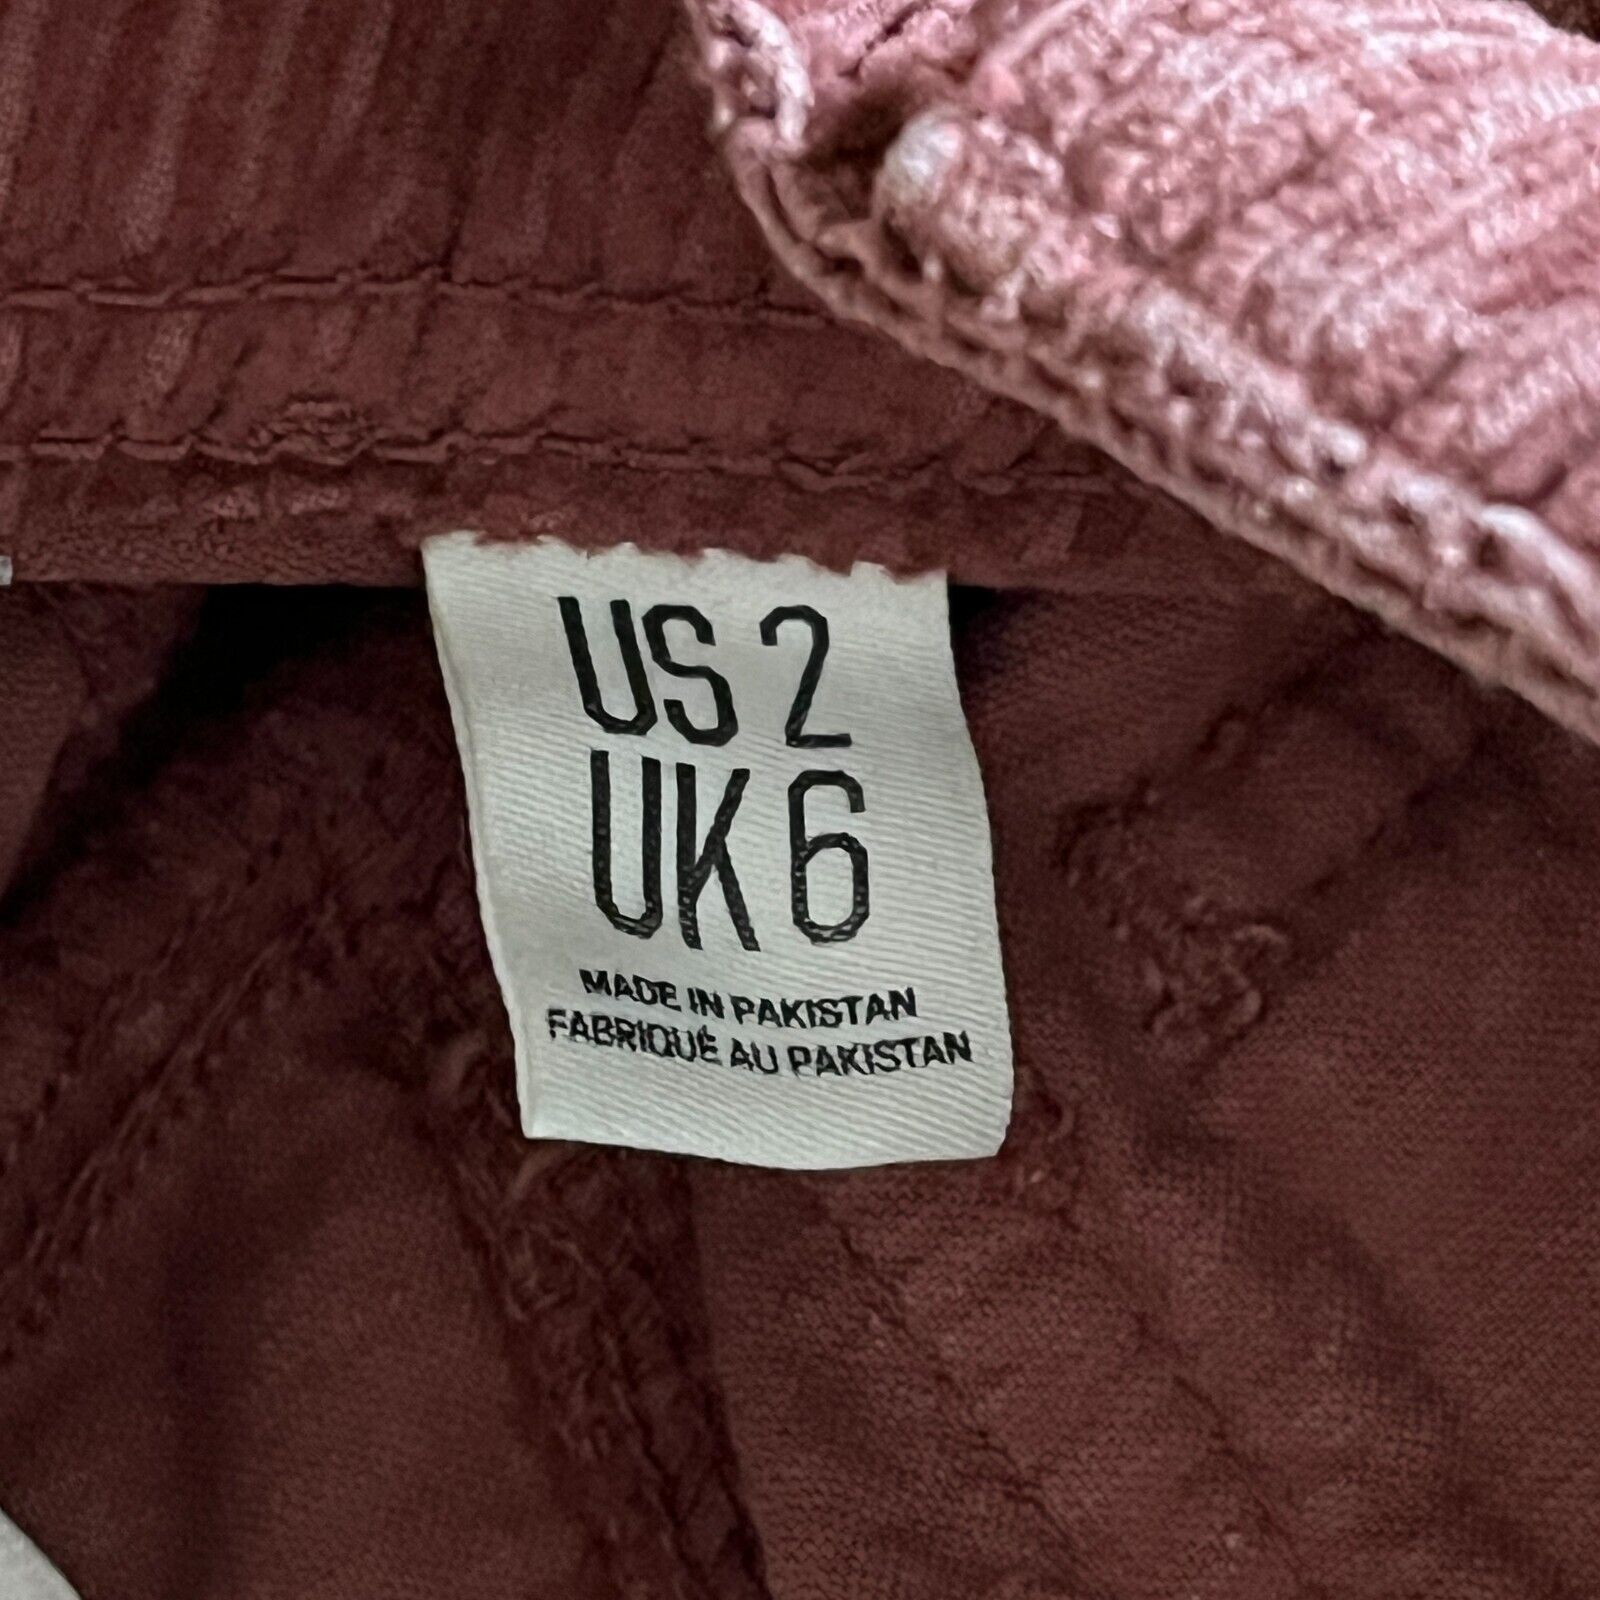 US 2
UK 6
MADE IN PAKISTAN
FABRIQUÉ AU PAKISTAN